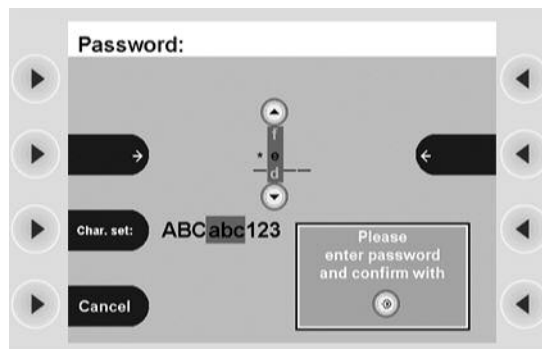 Password:
f
* e
d
Char. set: ABCabc123
Please
enter password
and confirm with
Cancel